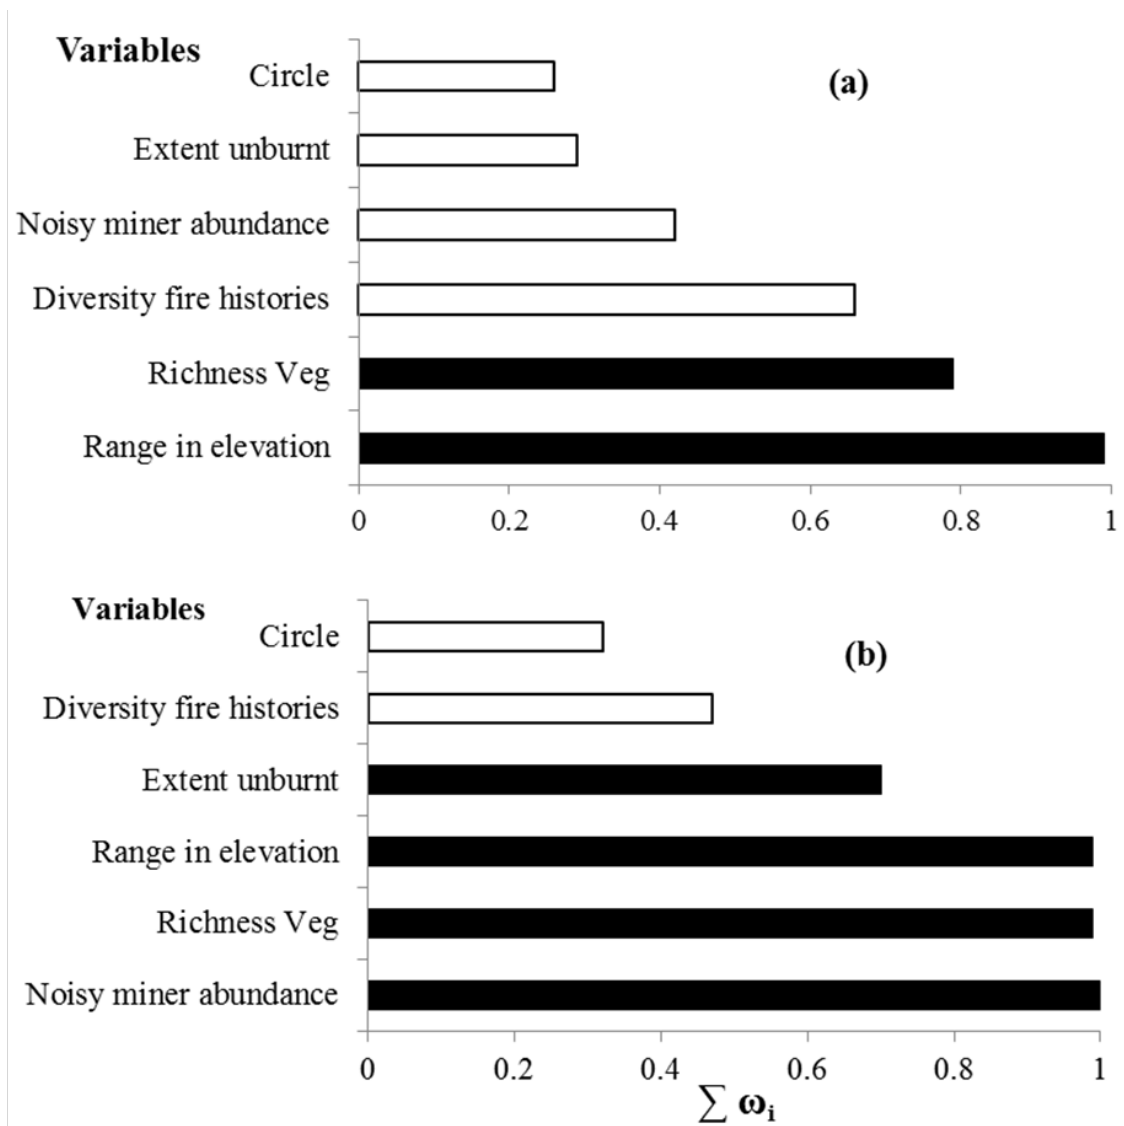 Variables
Circle
(a)
Extent unburnt
Noisy miner abundance
Diversity fire histories
Richness Veg
Range in elevation
0 0.2 0.4 0.6 0.8 1
Variables
Circle
(b)
Diversity fire histories
Extent unburnt
Range in elevation
Richness Veg
Noisy miner abundance
0 0.2 0.4 0.6 0.8 1
∑ ωi